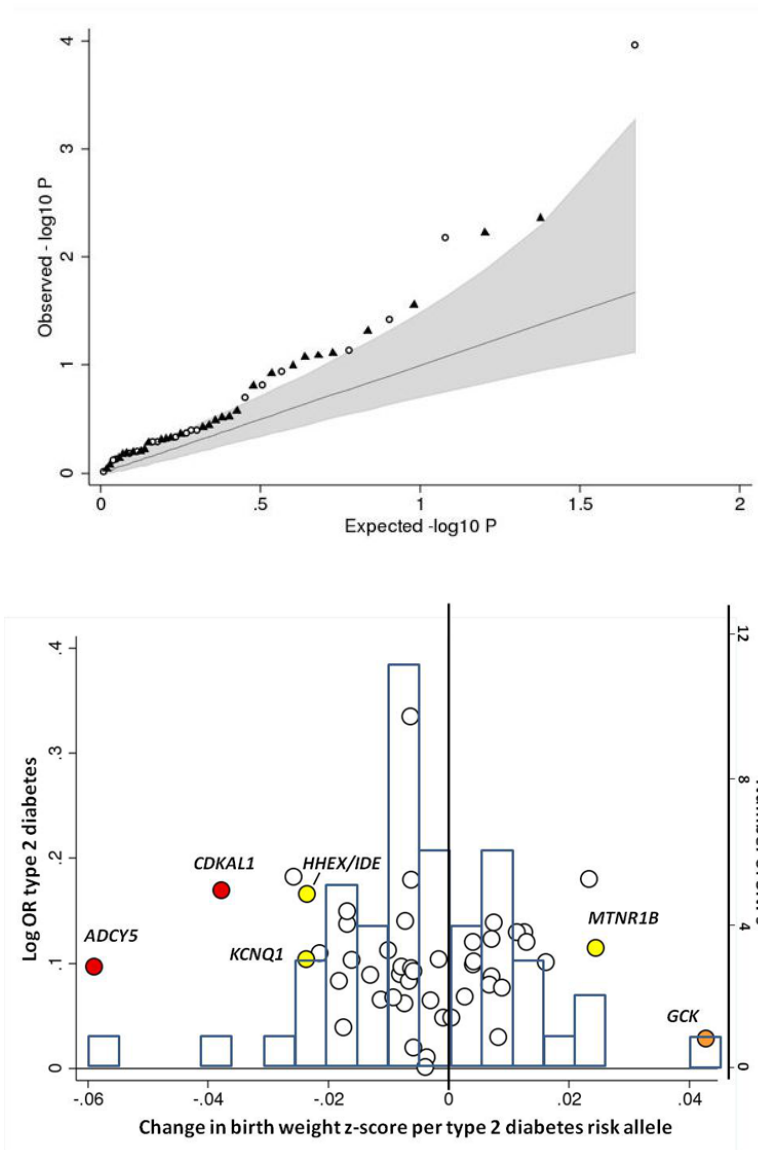 4
3
2
1
0
Observed - log10 P
0
.5
1
1.5
2
Expected -log10 P
.4
.3
.2
.1
0
Log OR type 2 diabetes
12
8
4
0
CDKAL1
HHEX/IDE
ADCY5
KCNQ1
MTNR1B
GCK
-.06
-.04
-.02
0
.02
.04
Change in birth weight z-score per type 2 diabetes risk allele